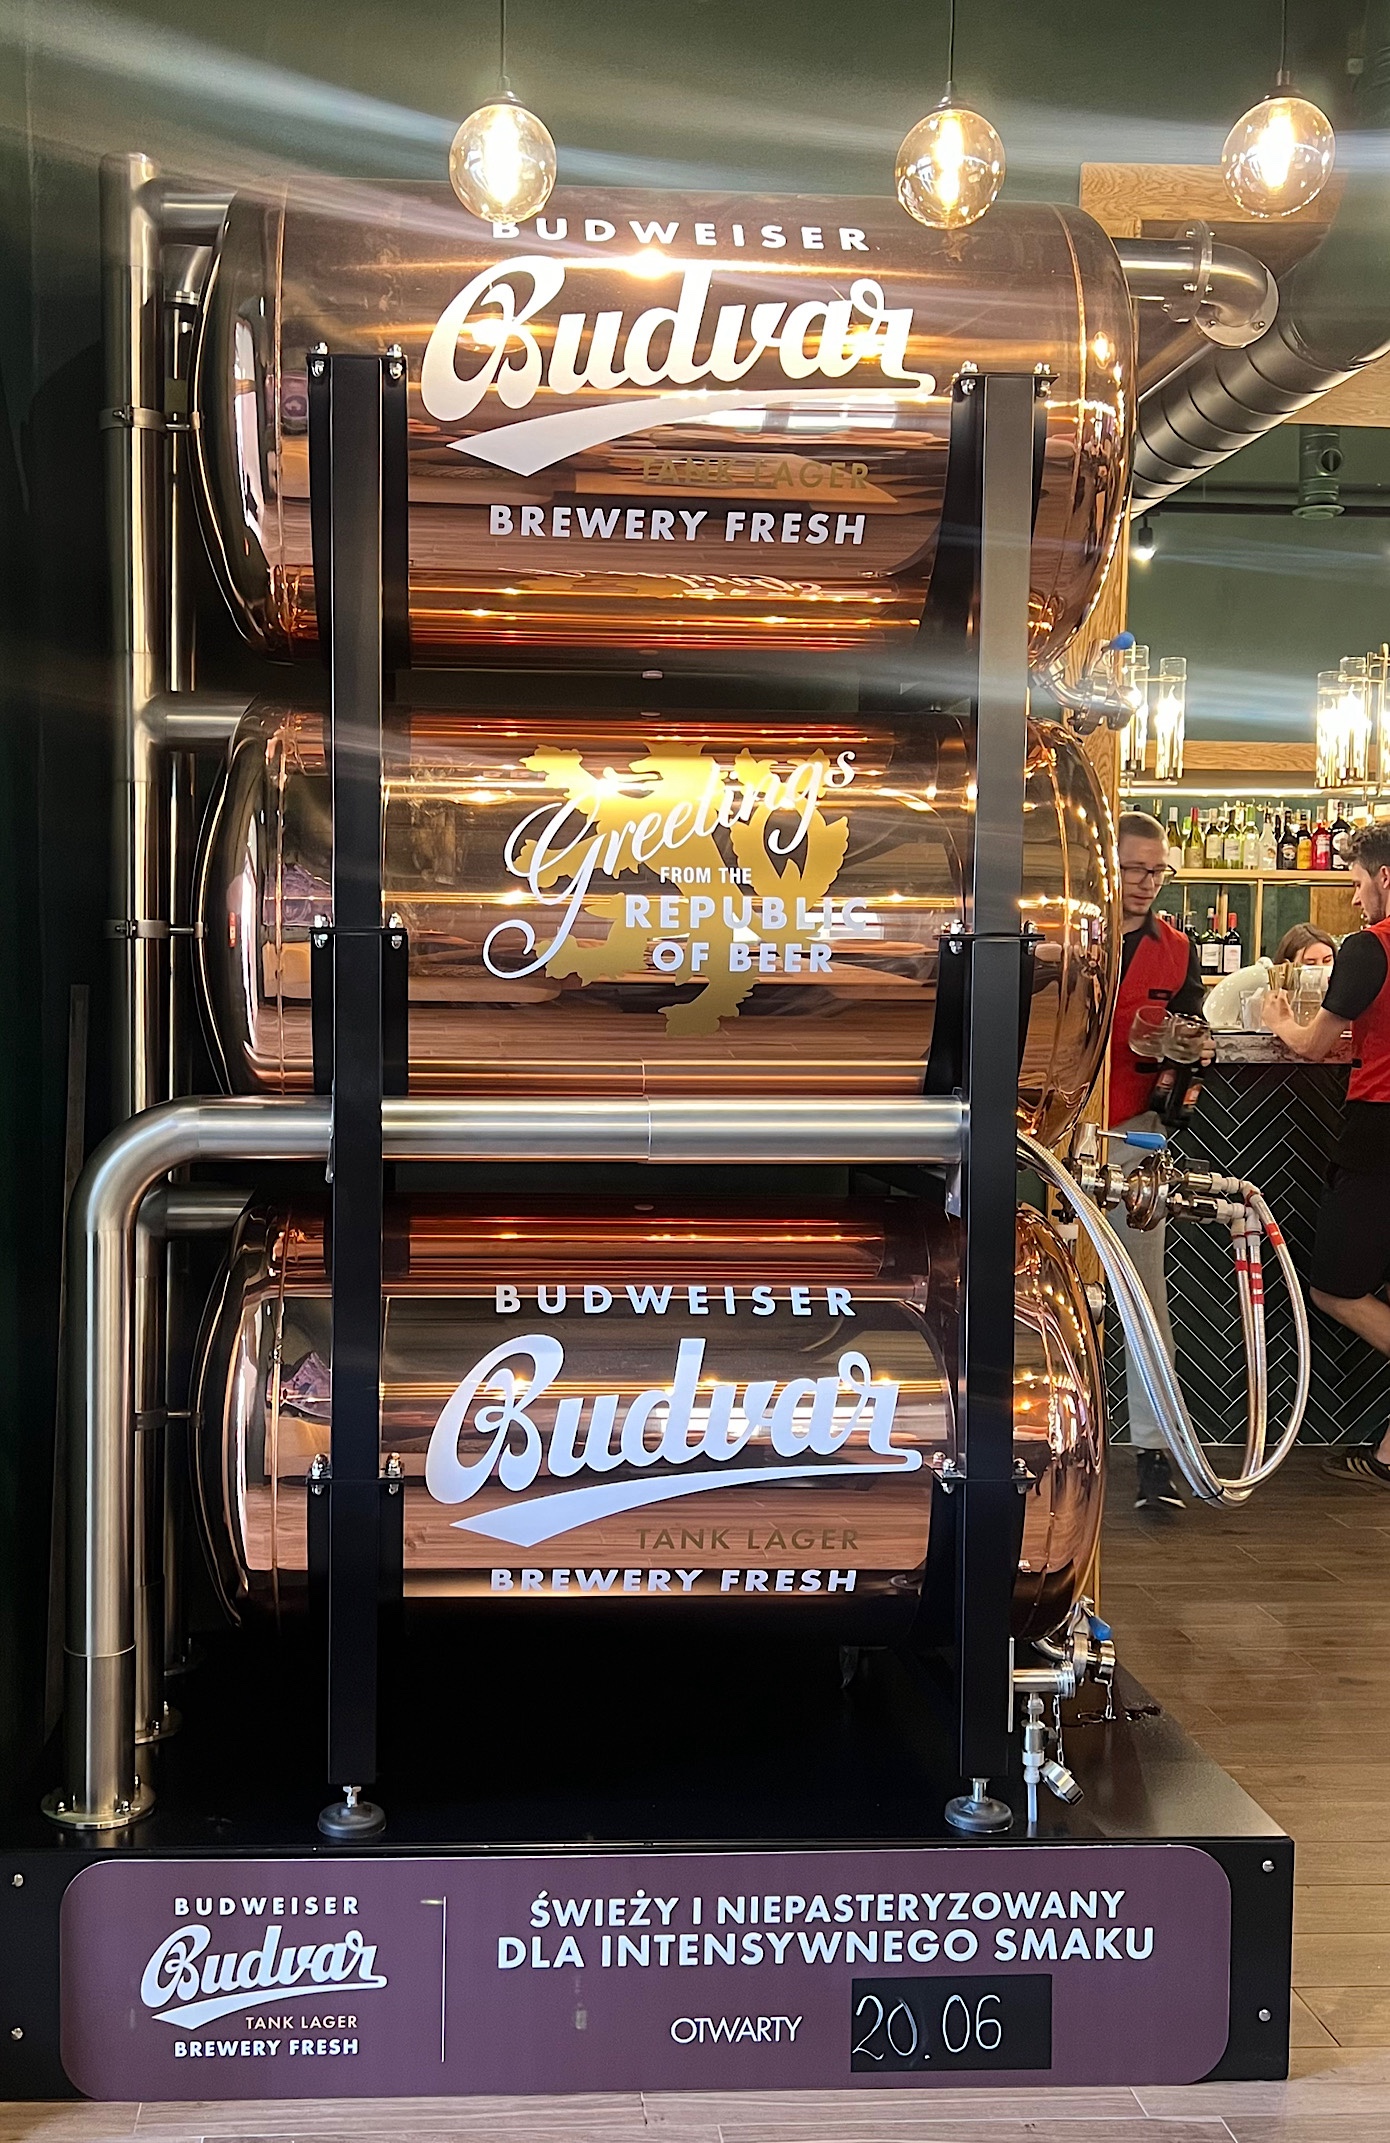 BUDWEISER
Budvar
TANK LAGER
BREWERY FRESH
Greetings
FROM THE
REPUBLIC
OF BEER
BUDWEISER
Budvar
TANK LAGER
BREWERY FRESH
BUDWEISER
Budvar
TANK LAGER
BREWERY FRESH
ŚWIEŻY I NIEPASTERYZOWANY
DLA INTENSYWNEGO SMAKU
OTWARTY 20.06